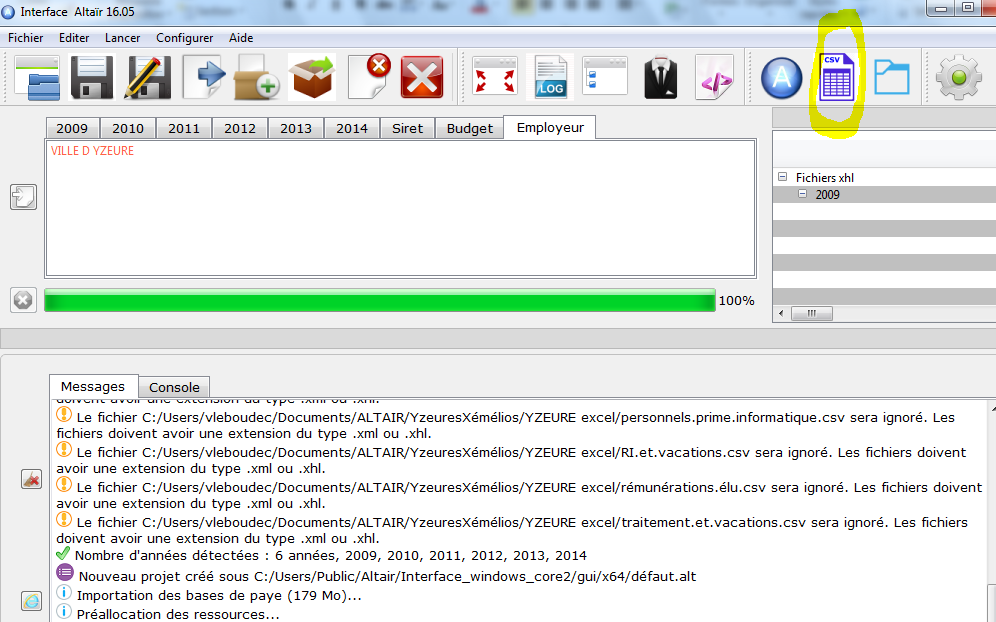 Interface Altaïr 16.05
Fichier Editer Lancer Configurer Aide
LOG
A
CSV
2009 2010 2011 2012 2013 2014 Siret Budget Employeur
VILLE D YZEURE
Fichiers xhl
2009
100%
Messages Console
doivent avoir une extension du type .xml ou .xhl.
Le fichier C:/Users/vleboudec/Documents/ALTAIR/YzeuresXémélios/YZEURE excel/personnels.prime.informatique.csv sera ignoré. Les
fichiers doivent avoir une extension du type .xml ou .xhl.
Le fichier C:/Users/vleboudec/Documents/ALTAIR/YzeuresXémélios/YZEURE excel/RI.et.vacations.csv sera ignoré. Les fichiers doivent
avoir une extension du type .xml ou .xhl.
Le fichier C:/Users/vleboudec/Documents/ALTAIR/YzeuresXémélios/YZEURE excel/rémunérations.élu.csv sera ignoré. Les fichiers doivent
avoir une extension du type .xml ou .xhl.
Le fichier C:/Users/vleboudec/Documents/ALTAIR/YzeuresXémélios/YZEURE excel/traitement.et.vacations.csv sera ignoré. Les fichiers
doivent avoir une extension du type .xml ou .xhl.
Nombre d'années détectées : 6 années, 2009, 2010, 2011, 2012, 2013, 2014
Nouveau projet créé sous C:/Users/Public/Altair/Interface_windows_core2/gui/x64/défaut.alt
Importation des bases de paye (179 Mo)...
Préallocation des ressources...